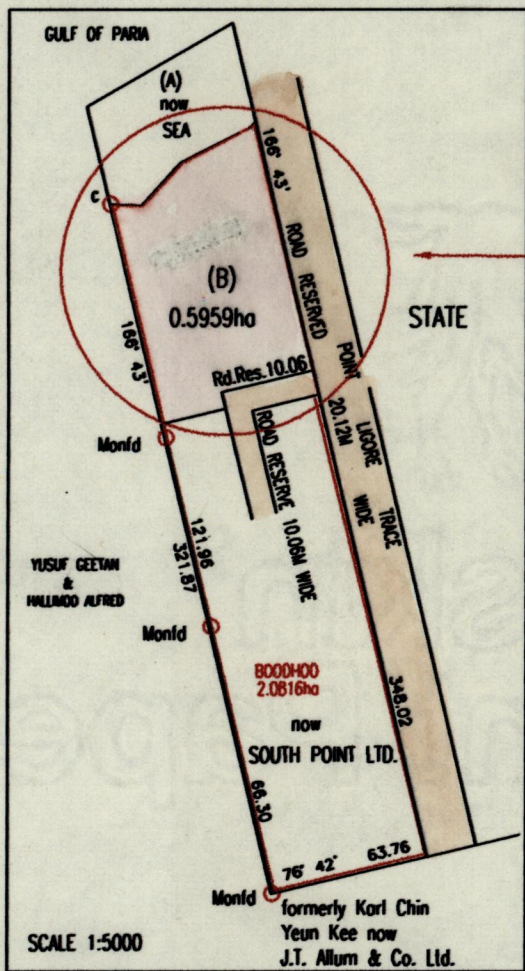 GULF OF PARIA
(A)
now
SEA
C
166° 43'
ROAD RESERVED POINT
LIGORE TRACE
20.12M WIDE
(B)
0.5959ha
STATE
166° 43'
Rd.Res.10.06
ROAD RESERVE 10.06M WIDE
Monfd
121.96
321.87
YUSUF GEETAN
&
HALLIMOO ALFRED
Monfd
BOODHOO
2.0816ha
now
SOUTH POINT LTD.
348.02
66.30
76° 42' 63.76
Monfd
formerly Karl Chin
Yeun Kee now
J.T. Allum & Co. Ltd.
SCALE 1:5000